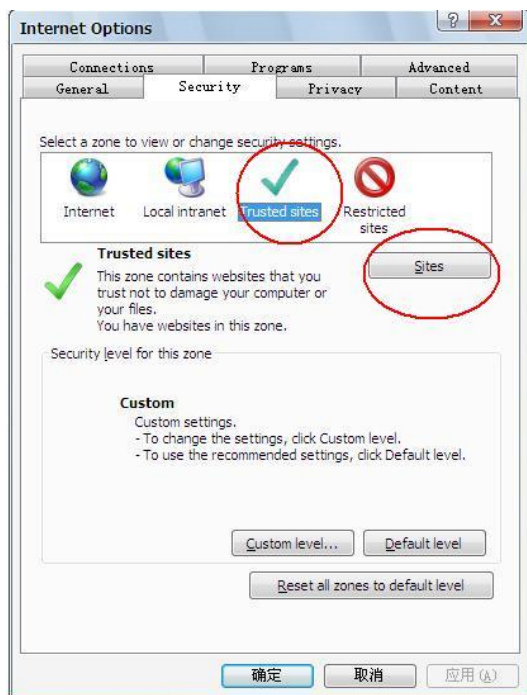 Internet Options
?
Connections Programs Advanced
General Security Privacy Content
Select a zone to view or change security settings.
Internet Local intranet Trusted sites Restricted
sites
Trusted sites
Sites
This zone contains websites that you
trust not to damage your computer or
your files.
You have websites in this zone.
Security level for this zone
Custom
Custom settings.
- To change the settings, click Custom level.
- To use the recommended settings, click Default level.
Custom level... Default level
Reset all zones to default level
确定 取消 应用(A)